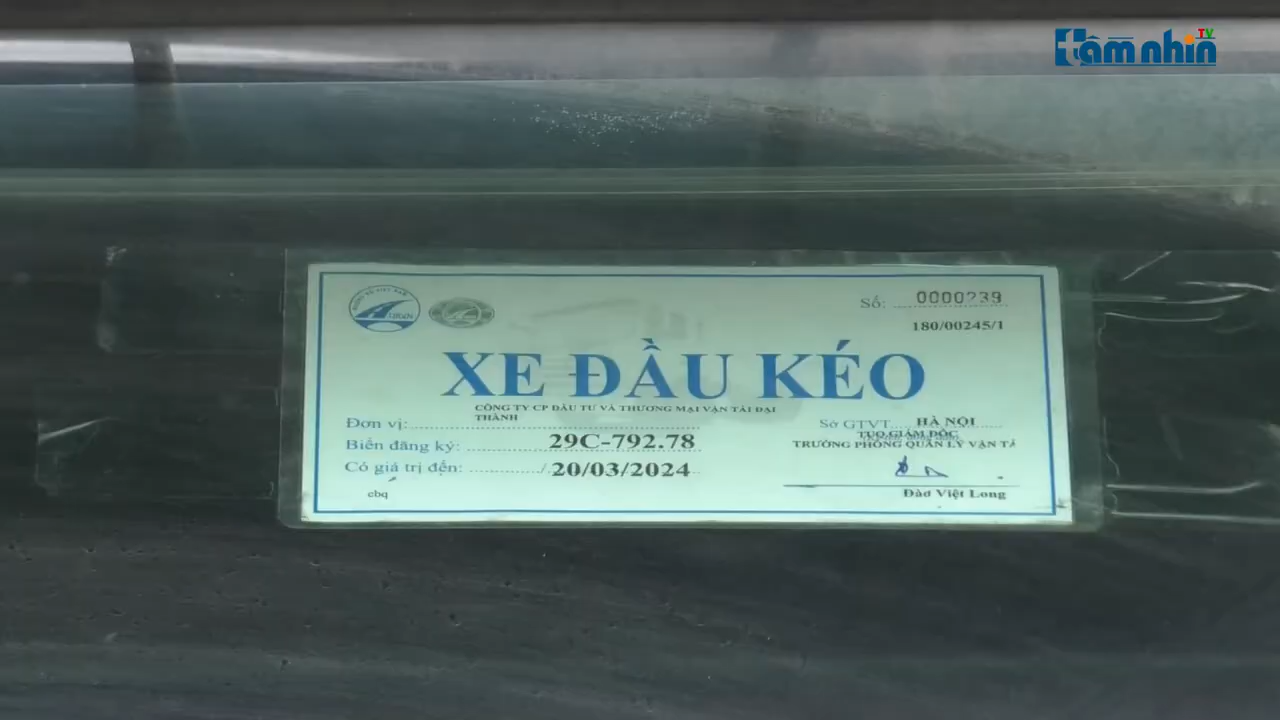 tầm nhìn TV
Số: 0000239
180/00245/1
XE ĐẦU KÉO
CÔNG TY CP ĐẦU TƯ VÀ THƯƠNG MẠI VẬN TẢI ĐẠI
THÀNH
Đơn vị:
Sở GTVT HÀ NỘI
Biển đăng ký: 29C-792.78
TUQ.GIÁM ĐỐC
TRƯỞNG PHÒNG QUẢN LÝ VẬN TẢ
Có giá trị đến: 20/03/2024
cbq
Đào Việt Long